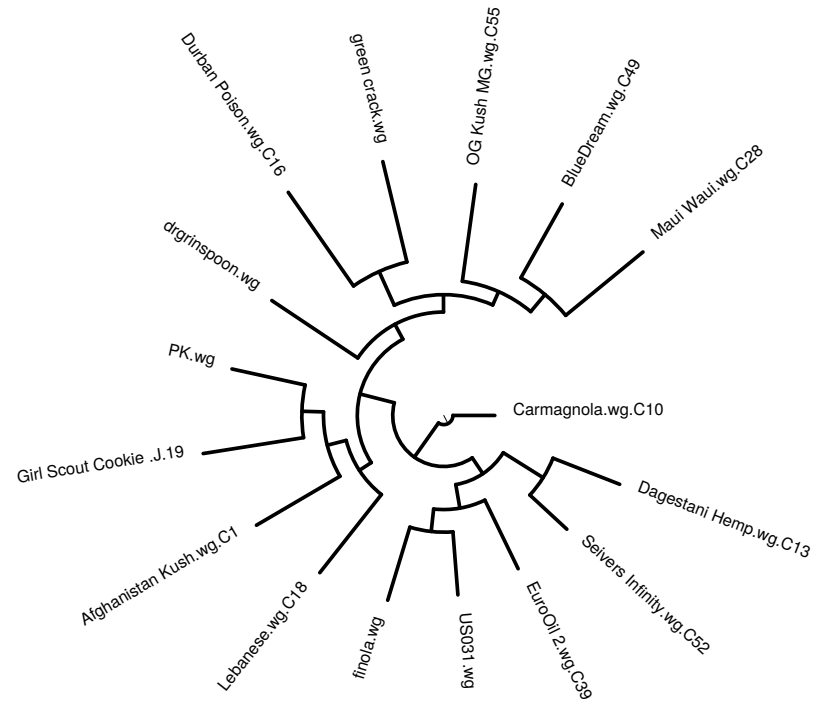 Durban Poison.wg.C16
green crack.wg
OG Kush MG.wg.C55
BlueDream.wg.C49
Maui Waui.wg.C28
drgrinspoon.wg
PK.wg
Carmagnola.wg.C10
Girl Scout Cookie .J.19
Dagestani Hemp.wg.C13
Afghanistan Kush.wg.C1
Seivers Infinity.wg.C52
Lebanese.wg.C18
finola.wg
US031.wg
EuroOil 2.wg.C39